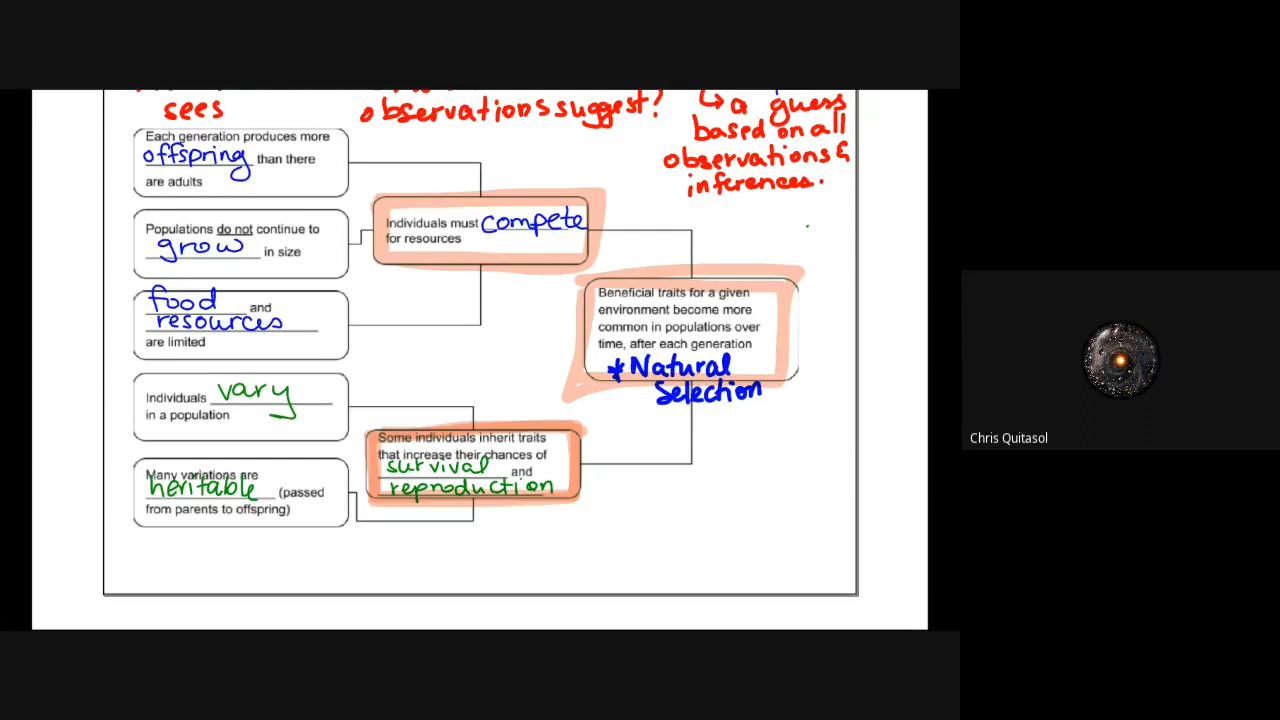 sees
observations suggest?
↳ a guess
based on all
observations &
inferences.
Each generation produces more
offspring than there
are adults
Populations do not continue to
grow in size
food and
resources
are limited
Individuals vary
in a population
Many variations are
heritable (passed
from parents to offspring)
Individuals must compete
for resources
Some individuals inherit traits
that increase their chances of
survival and
reproduction
Beneficial traits for a given
environment become more
common in populations over
time, after each generation
* Natural
Selection
Chris Quitasol